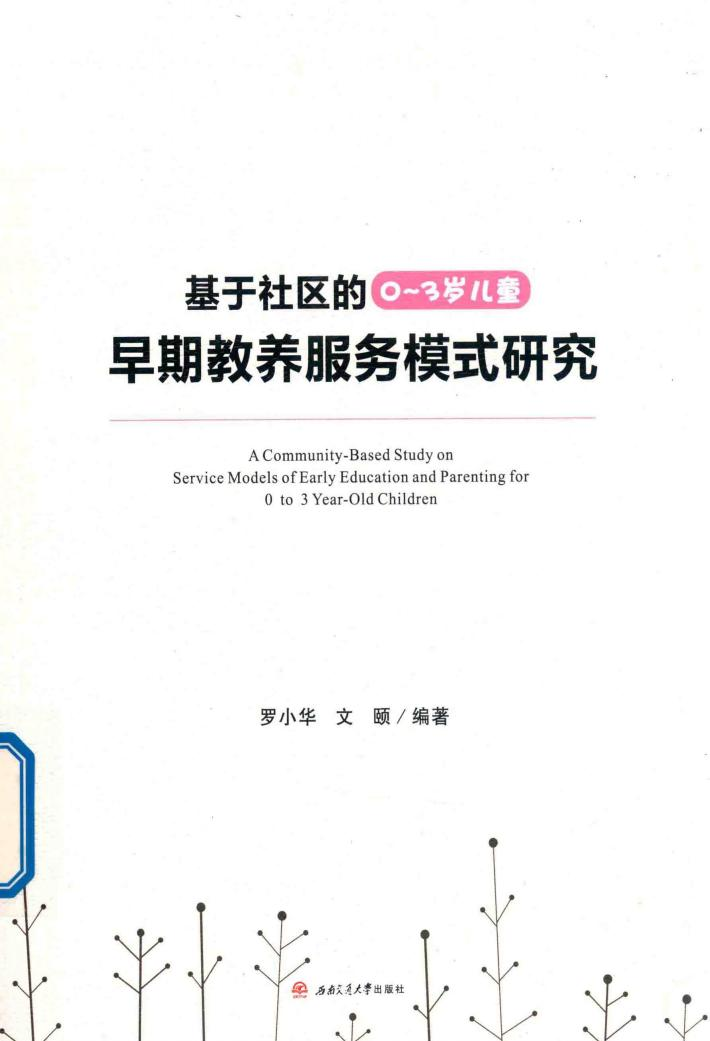 基于社区的0~3岁儿童
早期教养服务模式研究
A Community-Based Study on
Service Models of Early Education and Parenting for
0 to 3 Year-Old Children
罗小华 文 颐/编著
西南交通大学出版社